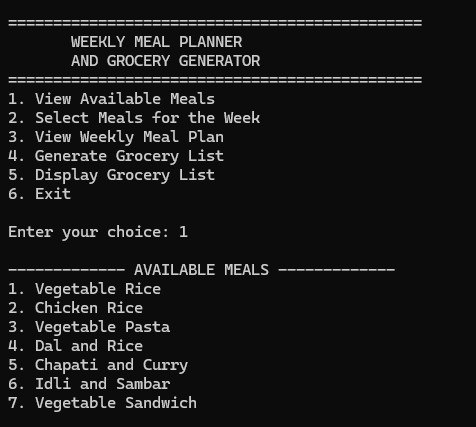 ==============================================
WEEKLY MEAL PLANNER
AND GROCERY GENERATOR
==============================================
1. View Available Meals
2. Select Meals for the Week
3. View Weekly Meal Plan
4. Generate Grocery List
5. Display Grocery List
6. Exit
Enter your choice: 1
------------- AVAILABLE MEALS -------------
1. Vegetable Rice
2. Chicken Rice
3. Vegetable Pasta
4. Dal and Rice
5. Chapati and Curry
6. Idli and Sambar
7. Vegetable Sandwich